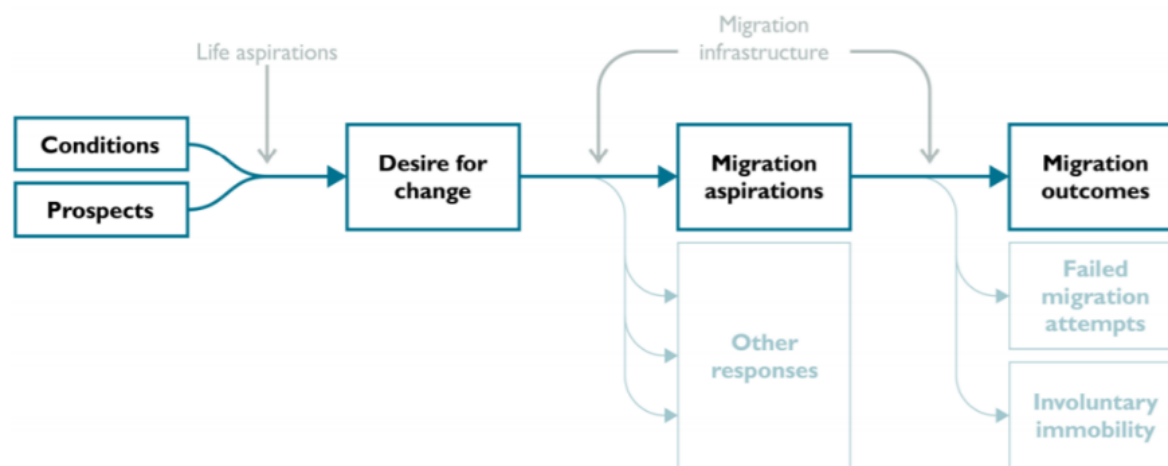 Life aspirations
Migration
infrastructure
Conditions
Prospects
Desire for
change
Migration
aspirations
Migration
outcomes
Other
responses
Failed
migration
attempts
Involuntary
immobility